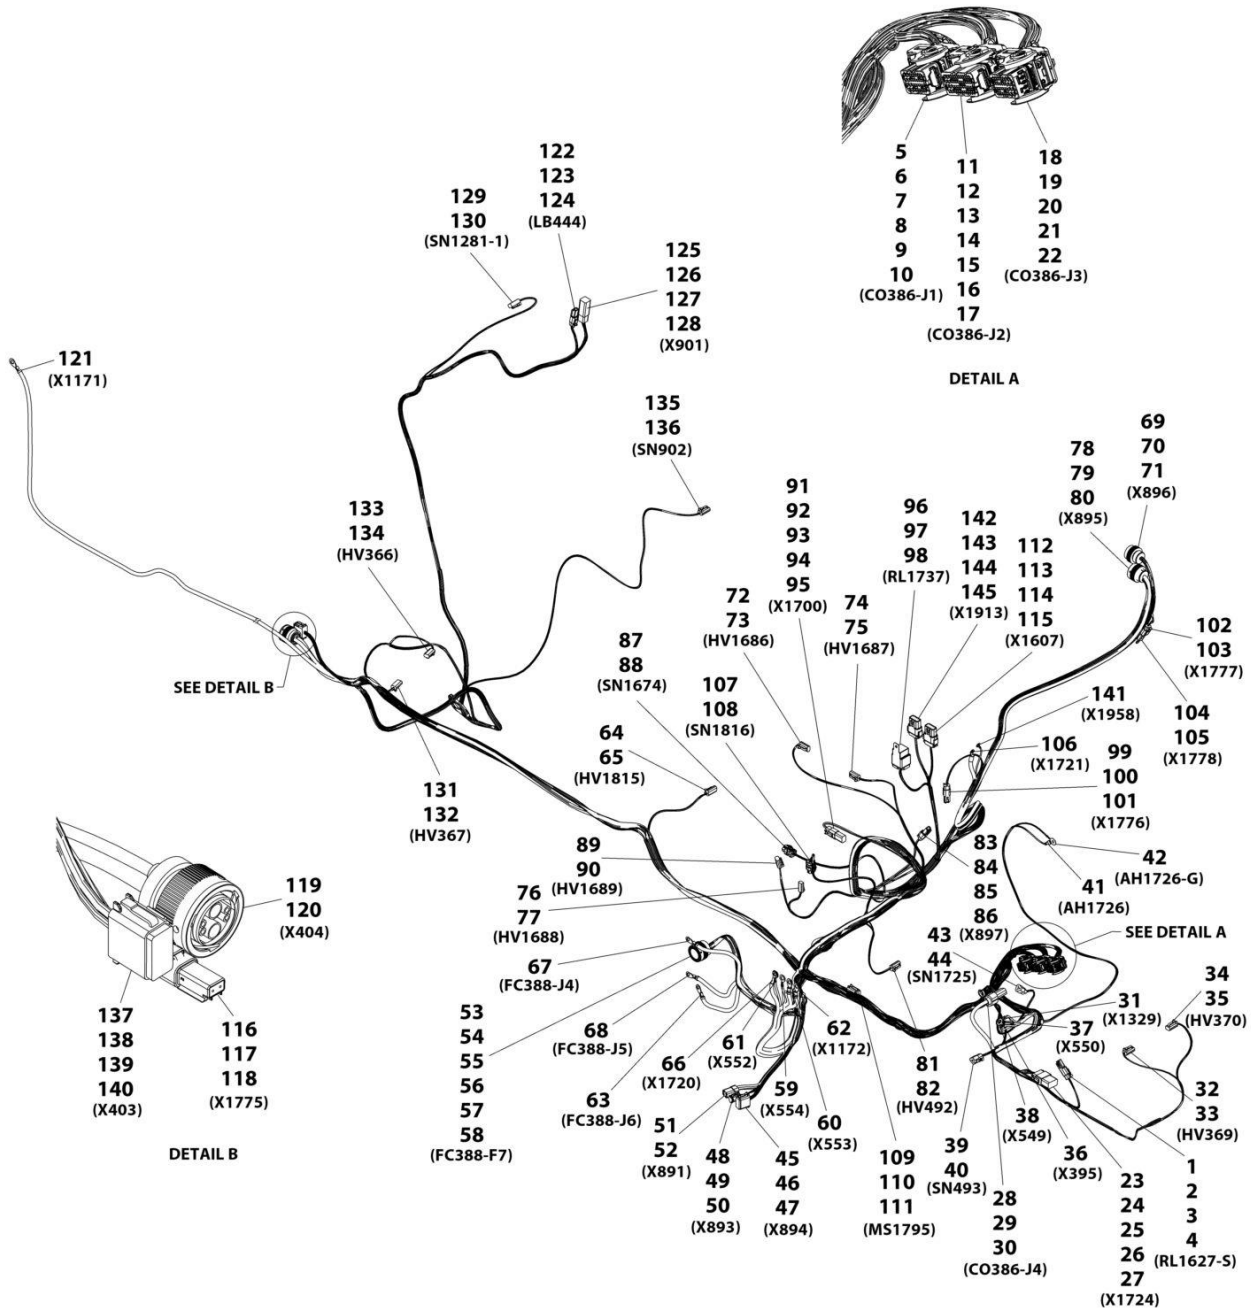 5
6
7
8
9
10
(CO386-J1)
11
12
13
14
15
16
17
(CO386-J2)
18
19
20
21
22
(CO386-J3)
DETAIL A
122
123
124
(LB444)
129
130
(SN1281-1)
125
126
127
128
(X901)
121
(X1171)
135
136
(SN902)
133
134
(HV366)
SEE DETAIL B
131
132
(HV367)
69
70
71
(X896)
78
79
80
(X895)
91
92
93
94
95
(X1700)
96
97
98
(RL1737)
142
143
144
145
(X1913)
112
113
114
115
(X1607)
72
73
(HV1686)
74
75
(HV1687)
87
88
(SN1674)
107
108
(SN1816)
102
103
(X1777)
104
105
(X1778)
141
(X1958)
106
(X1721)
99
100
101
(X1776)
64
65
(HV1815)
89
90
(HV1689)
76
77
(HV1688)
83
84
85
86
(X897)
42
(AH1726-G)
41
(AH1726)
43
44
(SN1725)
SEE DETAIL A
67
(FC388-J4)
53
54
55
56
57
58
(FC388-F7)
68
(FC388-J5)
63
(FC388-J6)
66
(X1720)
61
(X552)
62
(X1172)
59
(X554)
60
(X553)
81
82
(HV492)
31
(X1329)
37
(X550)
34
35
(HV370)
32
33
(HV369)
38
(X549)
36
(X395)
39
40
(SN493)
51
52
(X891)
48
49
50
(X893)
45
46
47
(X894)
109
110
111
(MS1795)
28
29
30
(CO386-J4)
23
24
25
26
27
(X1724)
1
2
3
4
(RL1627-S)
119
120
(X404)
137
138
139
140
(X403)
116
117
118
(X1775)
DETAIL B